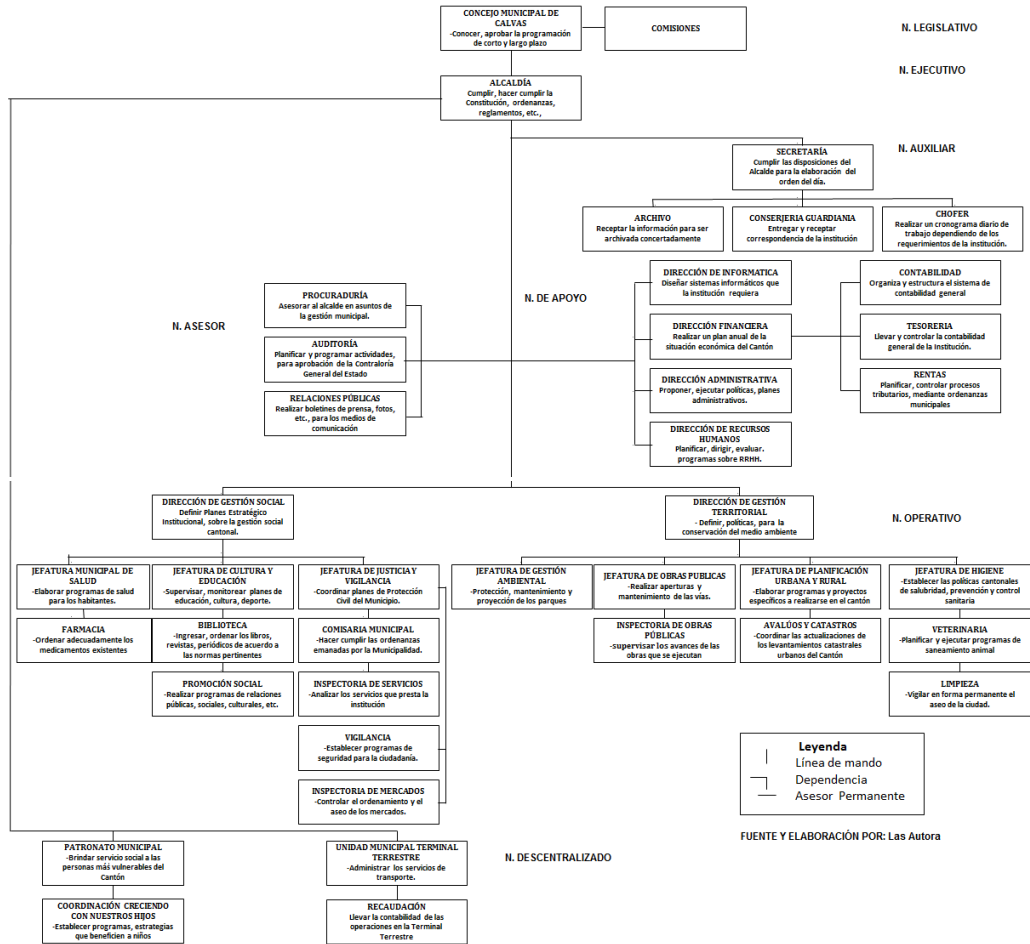 CONCEJO MUNICIPAL DE
CALVAS
-Conocer, aprobar la programación
de corto y largo plazo
COMISIONES
N. LEGISLATIVO
N. EJECUTIVO
ALCALDÍA
Cumplir, hacer cumplir la
Constitución, ordenanzas,
reglamentos, etc.,
N. AUXILIAR
SECRETARÍA
Cumplir las disposiciones del
Alcalde para la elaboración del
orden del día.
ARCHIVO
Receptar la información para ser
archivada concertadamente
CONSERJERIA GUARDIANIA
Entregar y receptar
correspondencia de la institución
CHOFER
Realizar un cronograma diario de
trabajo dependiendo de los
requerimientos de la institución.
N. ASESOR
PROCURADURÍA
Asesorar al alcalde en asuntos de
la gestión municipal.
AUDITORÍA
Planificar y programar actividades,
para aprobación de la Contraloría
General del Estado
RELACIONES PÚBLICAS
Realizar boletines de prensa, fotos,
etc., para los medios de
comunicación
N. DE APOYO
DIRECCIÓN DE INFORMATICA
Diseñar sistemas informáticos que
la institución requiera
DIRECCIÓN FINANCIERA
Realizar un plan anual de la
situación económica del Cantón
DIRECCIÓN ADMINISTRATIVA
Proponer, ejecutar políticas, planes
administrativos.
DIRECCIÓN DE RECURSOS
HUMANOS
Planificar, dirigir, evaluar.
programas sobre RRHH.
CONTABILIDAD
Organiza y estructura el sistema de
contabilidad general
TESORERIA
Llevar y controlar la contabilidad
general de la Institución.
RENTAS
Planificar, controlar procesos
tributarios, mediante ordenanzas
municipales
DIRECCIÓN DE GESTIÓN SOCIAL
Definir Planes Estratégico
Institucional, sobre la gestión social
cantonal.
DIRECCIÓN DE GESTIÓN
TERRITORIAL
- Definir, políticas, para la
conservación del medio ambiente
N. OPERATIVO
JEFATURA MUNICIPAL DE
SALUD
-Elaborar programas de salud
para los habitantes.
JEFATURA DE CULTURA Y
EDUCACIÓN
-Supervisar, monitorear planes de
educación, cultura, deporte.
JEFATURA DE JUSTICIA Y
VIGILANCIA
-Coordinar planes de Protección
Civil del Municipio.
JEFATURA DE GESTIÓN
AMBIENTAL
-Protección, mantenimiento y
proyección de los parques
JEFATURA DE OBRAS PUBLICAS
-Realizar aperturas y
mantenimiento de las vías.
JEFATURA DE PLANIFICACIÓN
URBANA Y RURAL
-Elaborar programas y proyectos
específicos a realizarse en el cantón
JEFATURA DE HIGIENE
-Establecer las políticas cantonales
de salubridad, prevención y control
sanitaria
FARMACIA
- Ordenar adecuadamente los
medicamentos existentes
BIBLIOTECA
-Ingresar, ordenar los libros,
revistas, periódicos de acuerdo a
las normas pertinentes
COMISARIA MUNICIPAL
-Hacer cumplir las ordenanzas
emanadas por la Municipalidad.
INSPECTORIA DE OBRAS
PÚBLICAS
-Supervisar los avances de las
obras que se ejecutan
AVALÚOS Y CATASTROS
-Coordinar las actualizaciones de
los levantamientos catastrales
urbanos del Cantón
VETERINARIA
-Planificar y ejecutar programas de
saneamiento animal
PROMOCIÓN SOCIAL
-Realizar programas de relaciones
públicas, sociales, culturales, etc.
INSPECTORIA DE SERVICIOS
-Analizar los servicios que presta la
institución
LIMPIEZA
-Vigilar en forma permanente el
aseo de la ciudad.
VIGILANCIA
-Establecer programas de
seguridad para la ciudadanía.
INSPECTORIA DE MERCADOS
-Controlar el ordenamiento y el
aseo de los mercados.
Leyenda
Línea de mando
Dependencia
Asesor Permanente
FUENTE Y ELABORACIÓN POR: Las Autora
PATRONATO MUNICIPAL
-Brindar servicio social a las
personas más vulnerables del
Cantón
UNIDAD MUNICIPAL TERMINAL
TERRESTRE
-Administrar los servicios de
transporte.
N. DESCENTRALIZADO
COORDINACIÓN CRECIENDO
CON NUESTROS HIJOS
-Establecer programas, estrategias
que beneficien a niños
RECAUDACIÓN
Llevar la contabilidad de las
operaciones en la Terminal
Terrestre